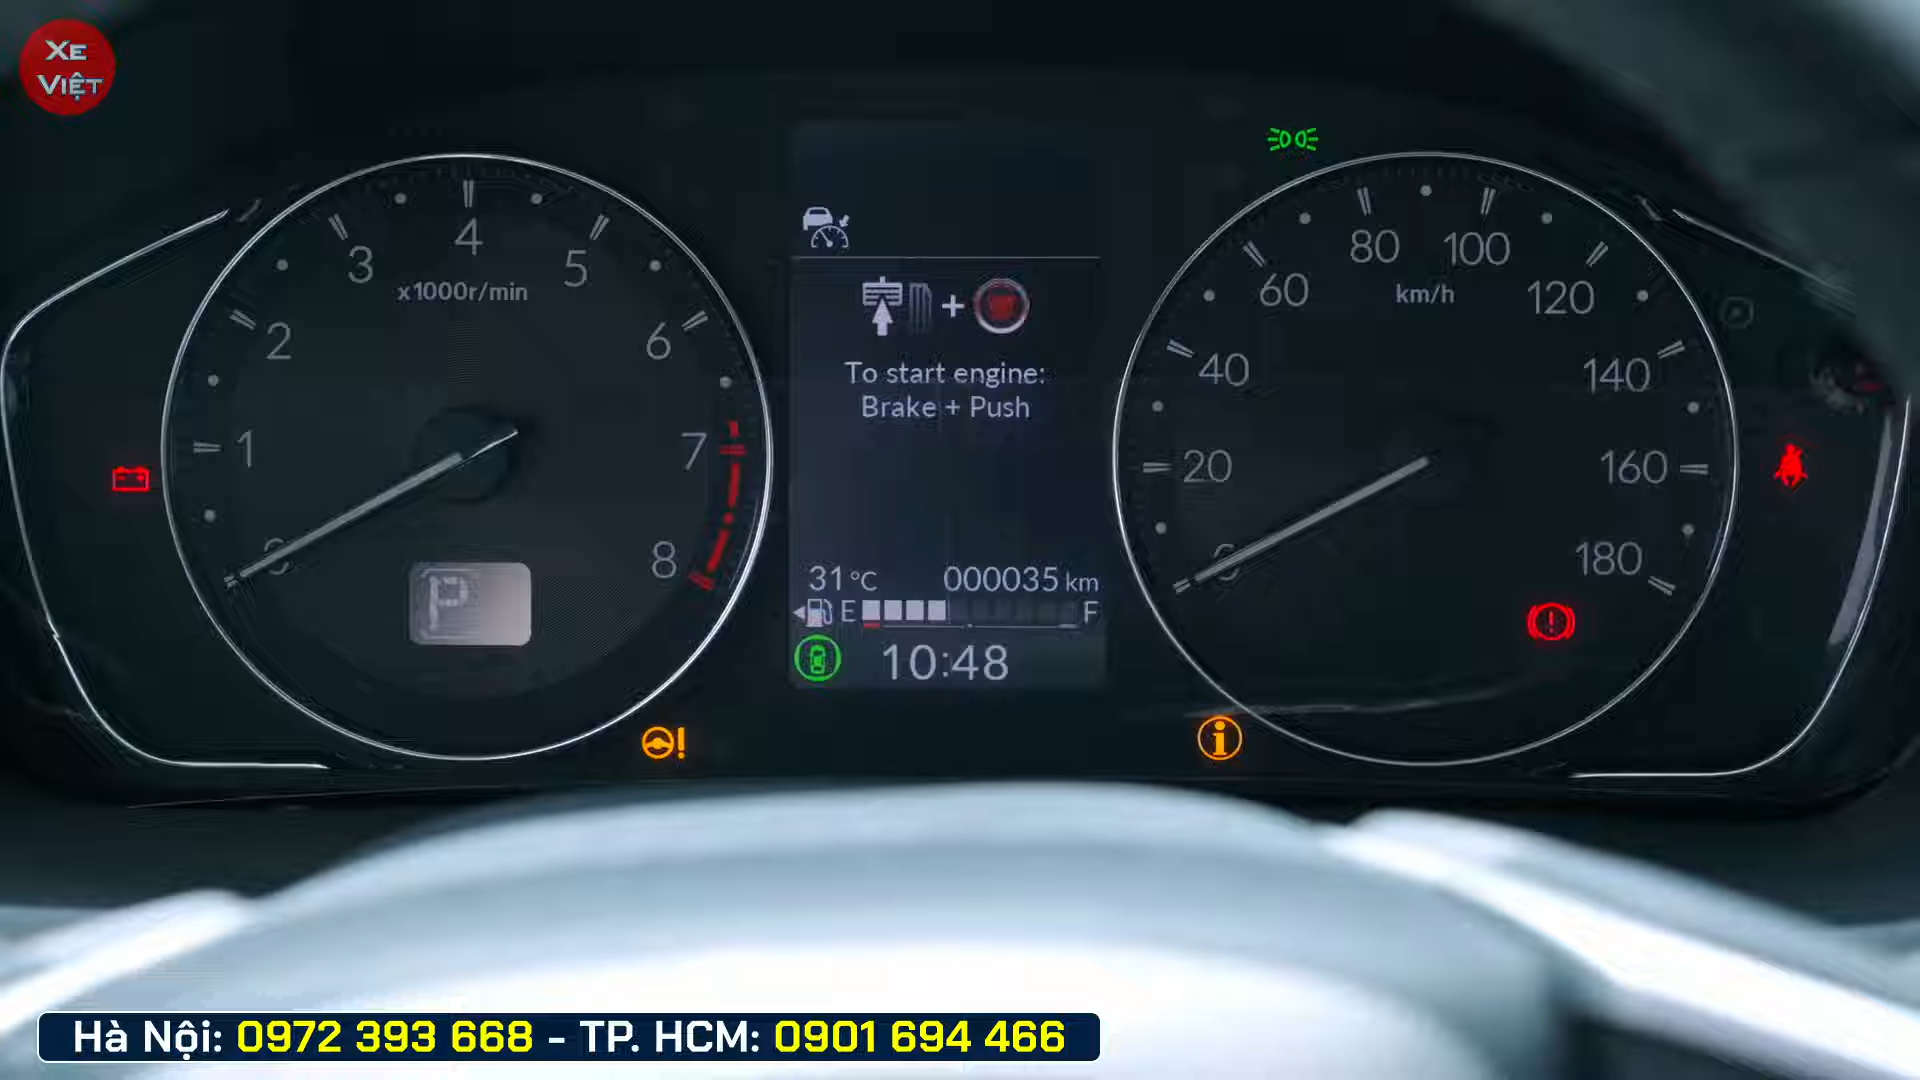 XE
VIỆT
4
3
5
x1000r/min
2
6
1
7
8
P
To start engine:
Brake + Push
31 °C
000035 km
E
F
10:48
80
100
60
km/h
120
40
140
20
160
180
Hà Nội: 0972 393 668 - TP. HCM: 0901 694 466